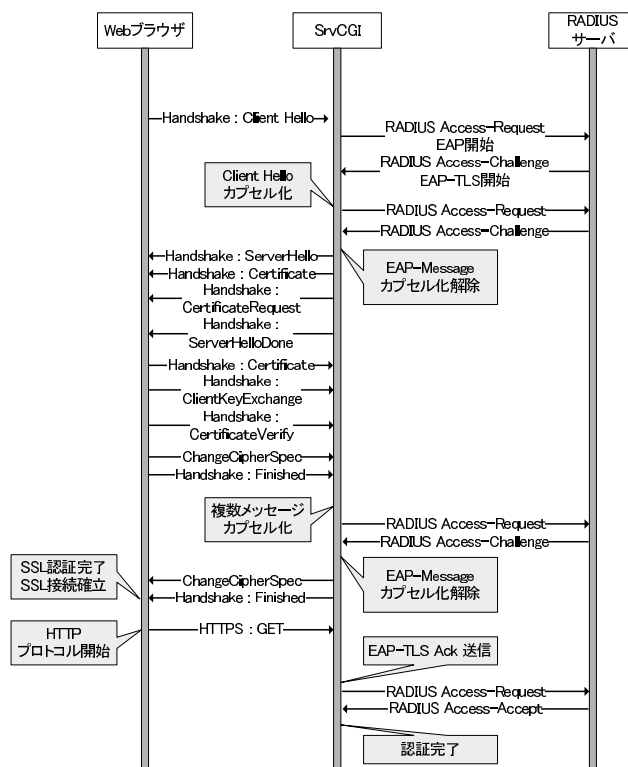 Webブラウザ
SrvCGI
RADIUS
サーバ
Handshake : Client Hello
RADIUS Access-Request
EAP開始
RADIUS Access-Challenge
EAP-TLS開始
Client Hello
カプセル化
RADIUS Access-Request
RADIUS Access-Challenge
Handshake : ServerHello
Handshake : Certificate
Handshake :
CertificateRequest
Handshake :
ServerHelloDone
EAP-Message
カプセル化解除
Handshake : Certificate
Handshake :
ClientKeyExchange
Handshake :
CertificateVerify
ChangeCipherSpec
Handshake : Finished
複数メッセージ
カプセル化
RADIUS Access-Request
RADIUS Access-Challenge
SSL認証完了
SSL接続確立
ChangeCipherSpec
Handshake : Finished
EAP-Message
カプセル化解除
HTTP
プロトコル開始
HTTPS : GET
EAP-TLS Ack 送信
RADIUS Access-Request
RADIUS Access-Accept
認証完了